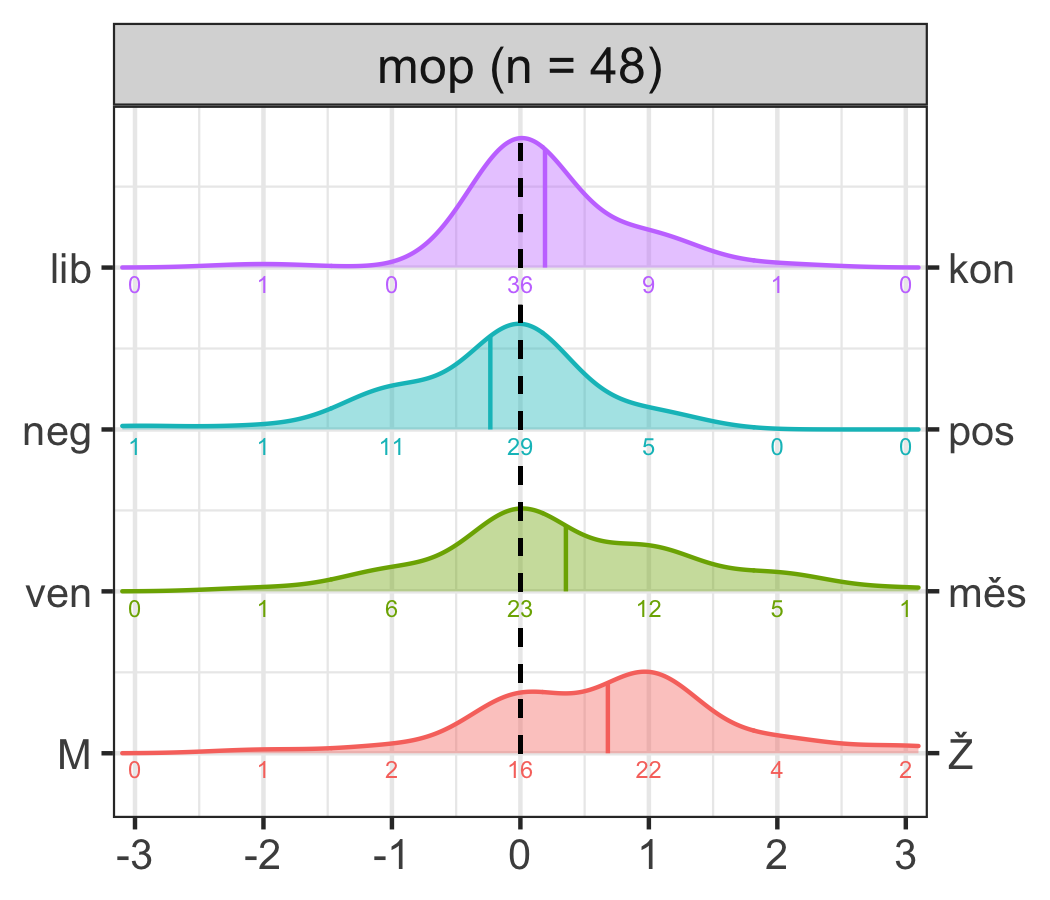 mop (n = 48)
lib kon
0 1 0 36 9 1 0
neg pos
1 1 11 29 5 0 0
ven měs
0 1 6 23 12 5 1
M Ž
0 1 2 16 22 4 2
-3 -2 -1 0 1 2 3